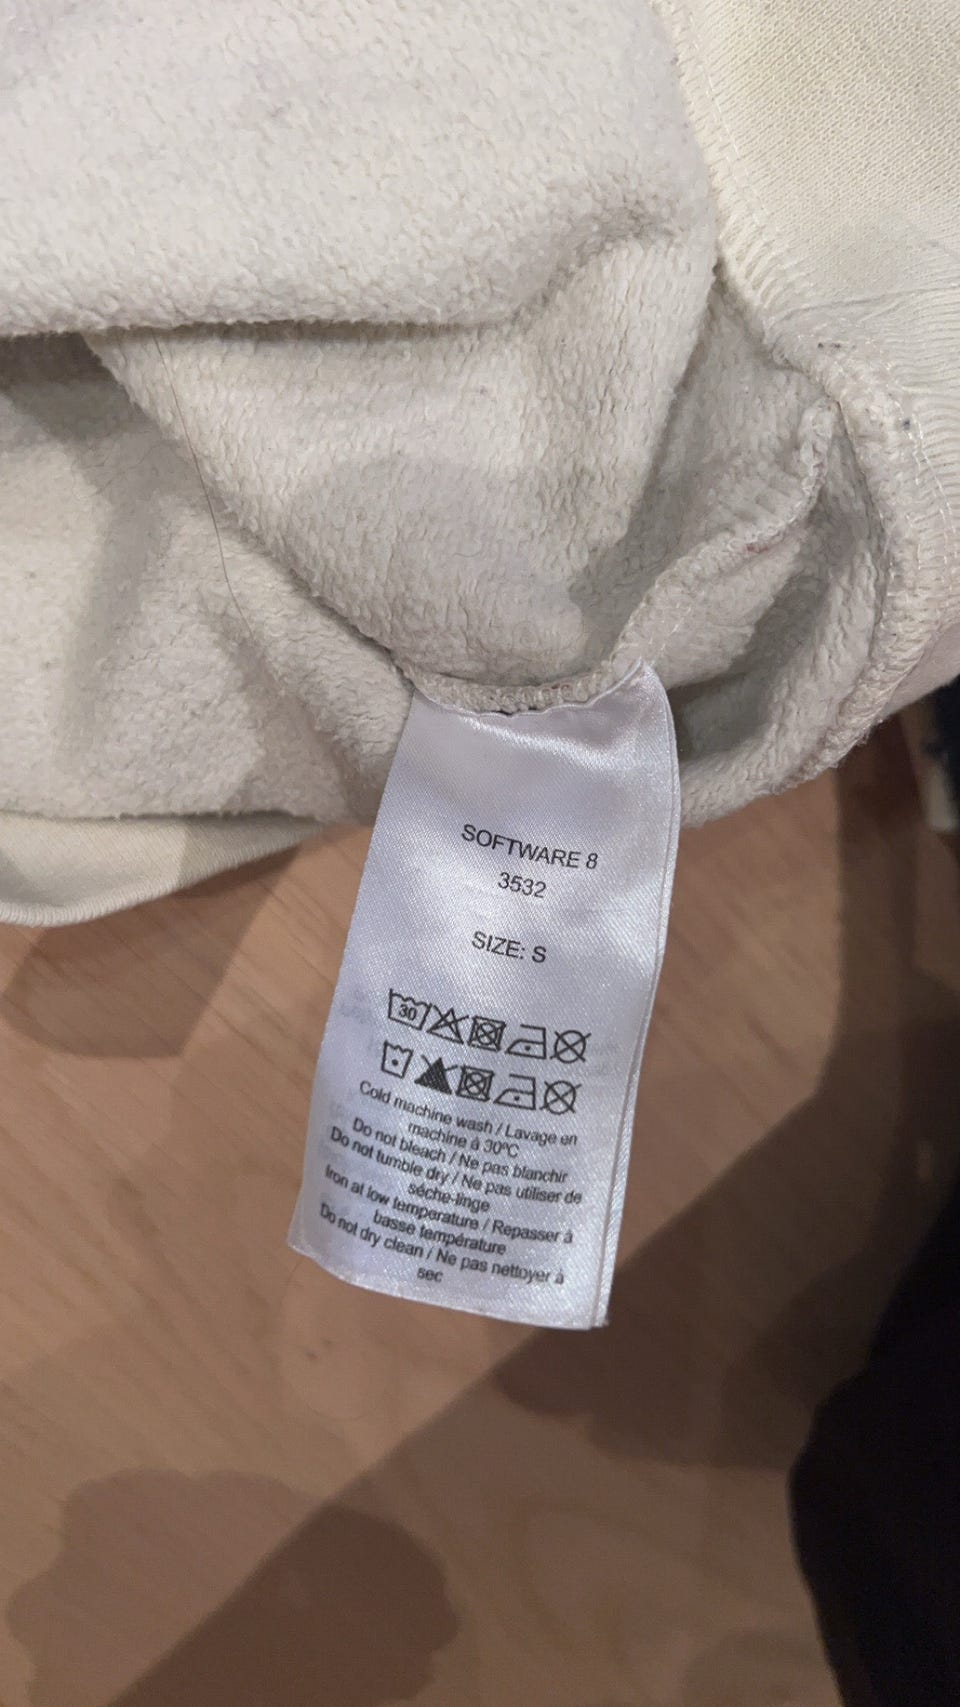 SOFTWARE 8
3532
SIZE: S
30
Cold machine wash / Lavage en
machine à 30°C
Do not bleach / Ne pas blanchir
Do not tumble dry / Ne pas utiliser de
séche-linge
Iron at low temperature / Repasser à
basse température
Do not dry clean / Ne pas nettoyer à
sec